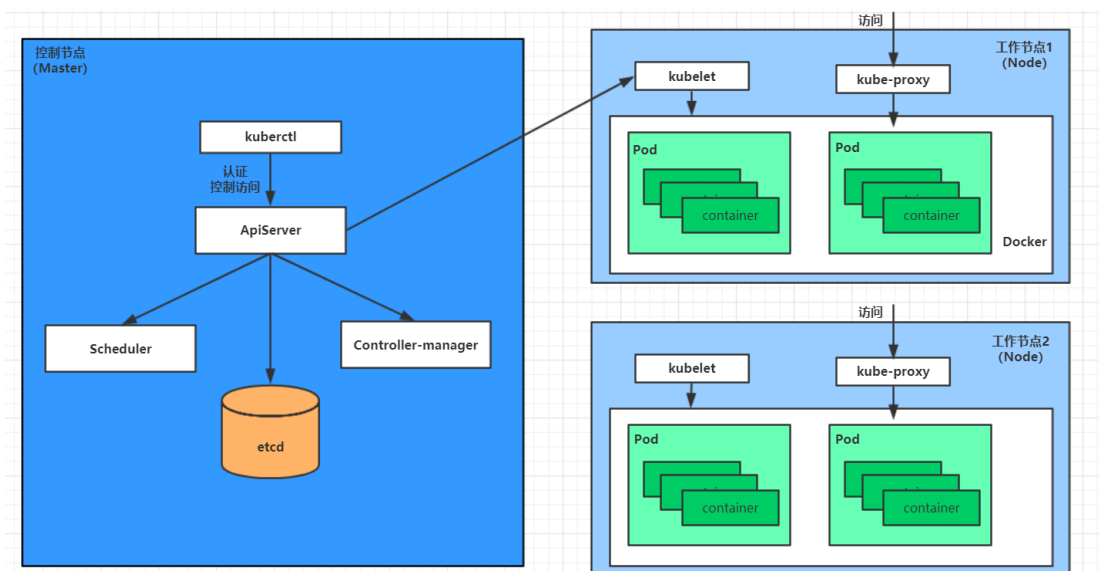 控制节点
(Master)
kuberctl
认证
控制访问
ApiServer
Scheduler
Controller-manager
etcd
访问
工作节点1
(Node)
kubelet
kube-proxy
Pod
container
Pod
container
Docker
访问
工作节点2
(Node)
kubelet
kube-proxy
Pod
container
Pod
container